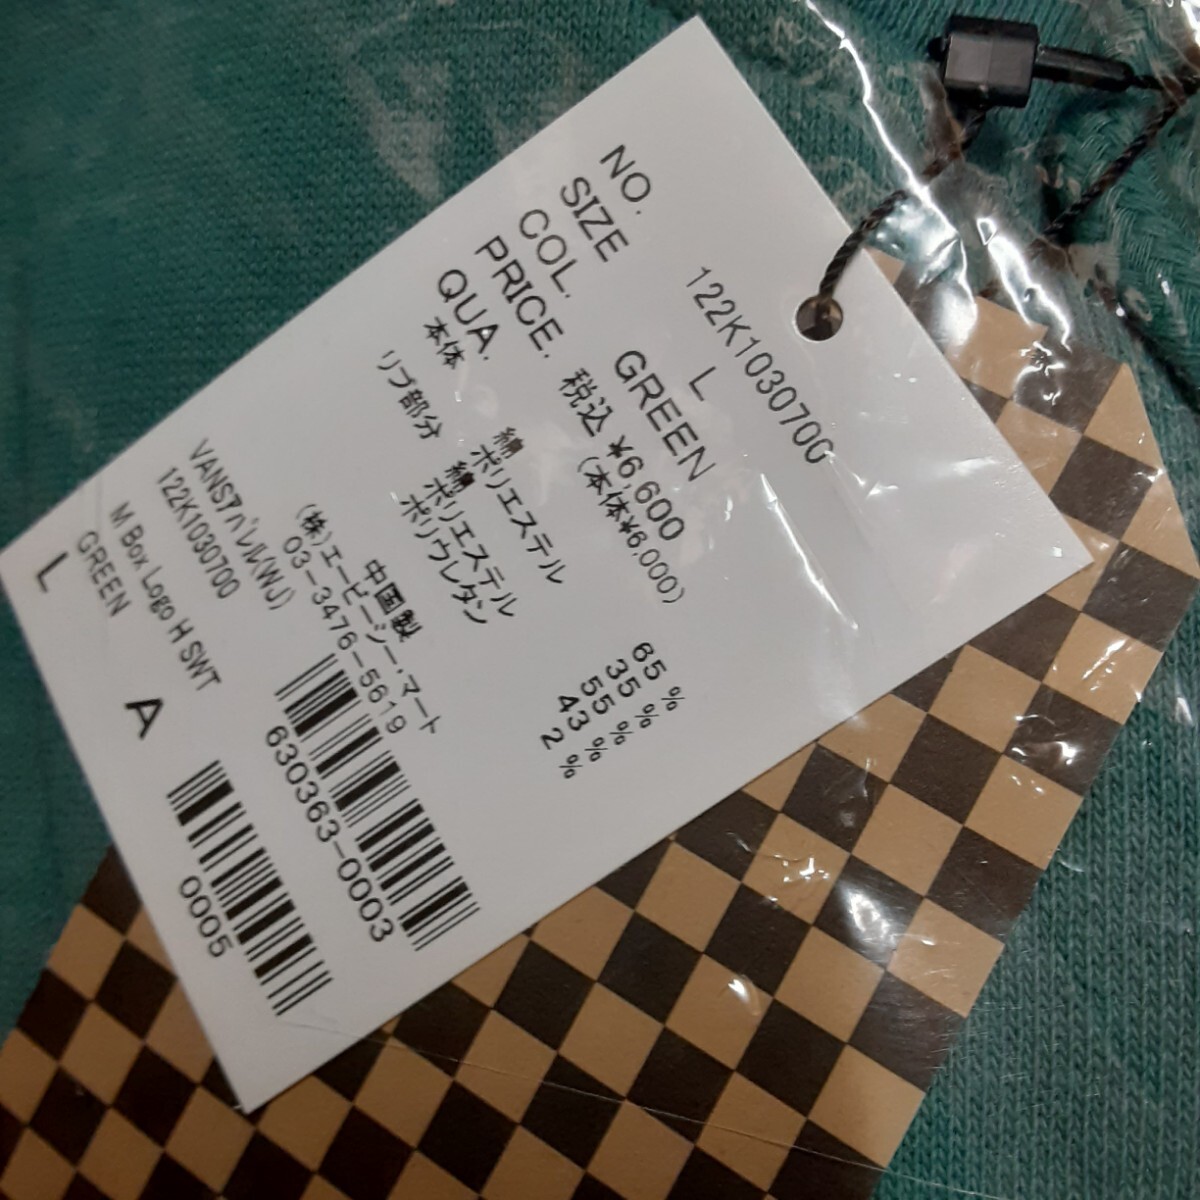 NO. 122K1030700
SIZE L
COL. GREEN
PRICE. 税込 ¥6,600
(本体¥6,000)
QUA.
本体 綿 65 %
ポリエステル 35 %
リブ部分 綿 55 %
ポリエステル 43 %
ポリウレタン 2 %
中国製
(株)エービーシー・マート
03-3476-5619
VANSアパレル(WJ)
122K1030700
630363-0003
M Box Logo H SWT
GREEN
L A
0005